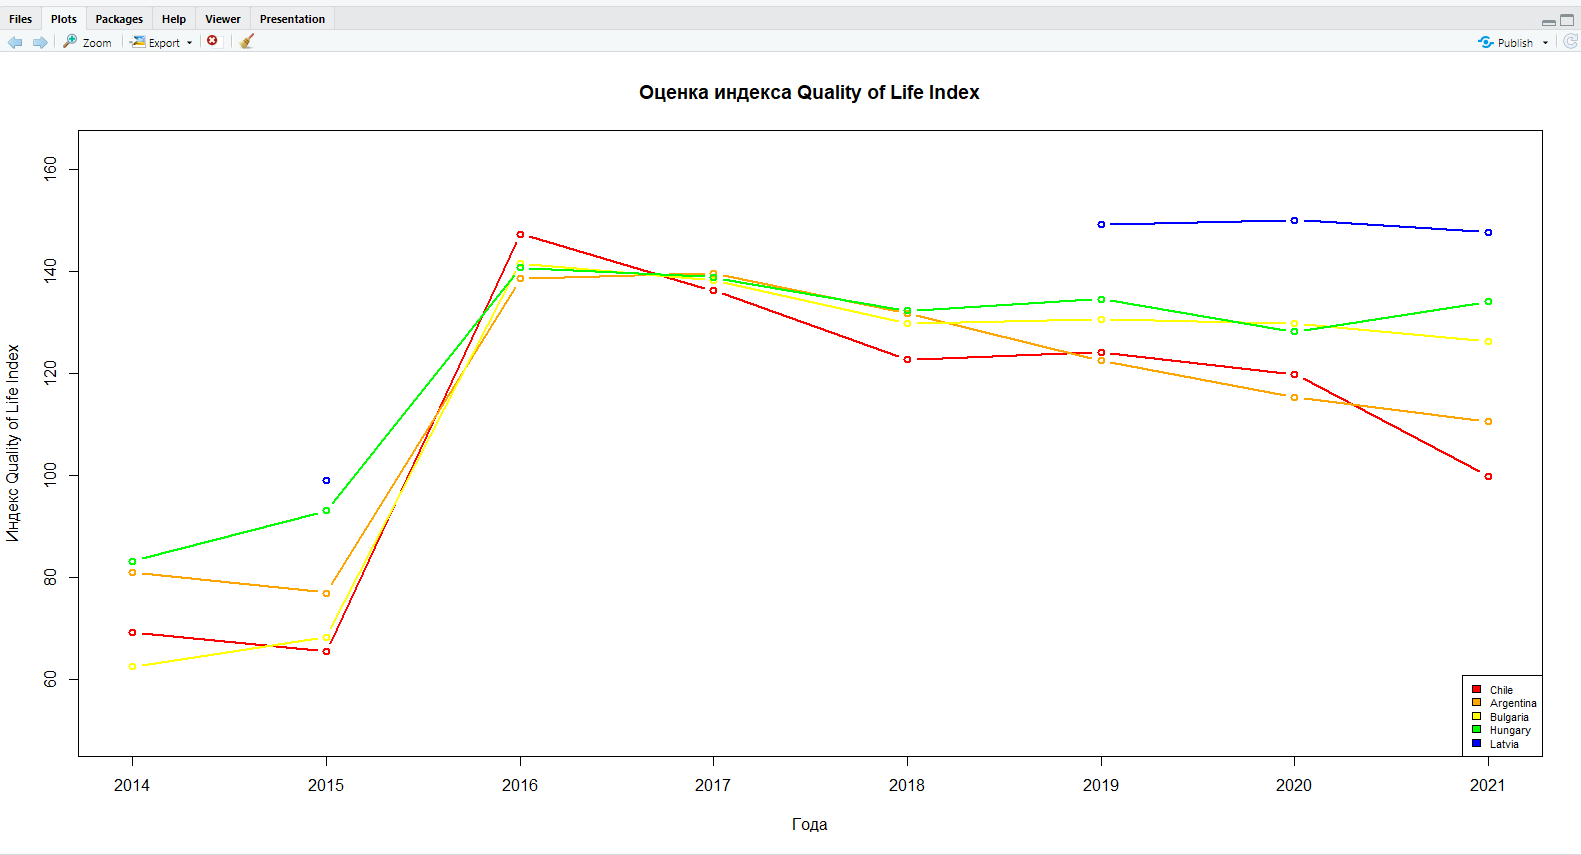 Files Plots Packages Help Viewer Presentation
Zoom Export Publish
Оценка индекса Quality of Life Index
Индекс Quality of Life Index
160
140
120
100
80
60
Chile
Argentina
Bulgaria
Hungary
Latvia
2014 2015 2016 2017 2018 2019 2020 2021
Года